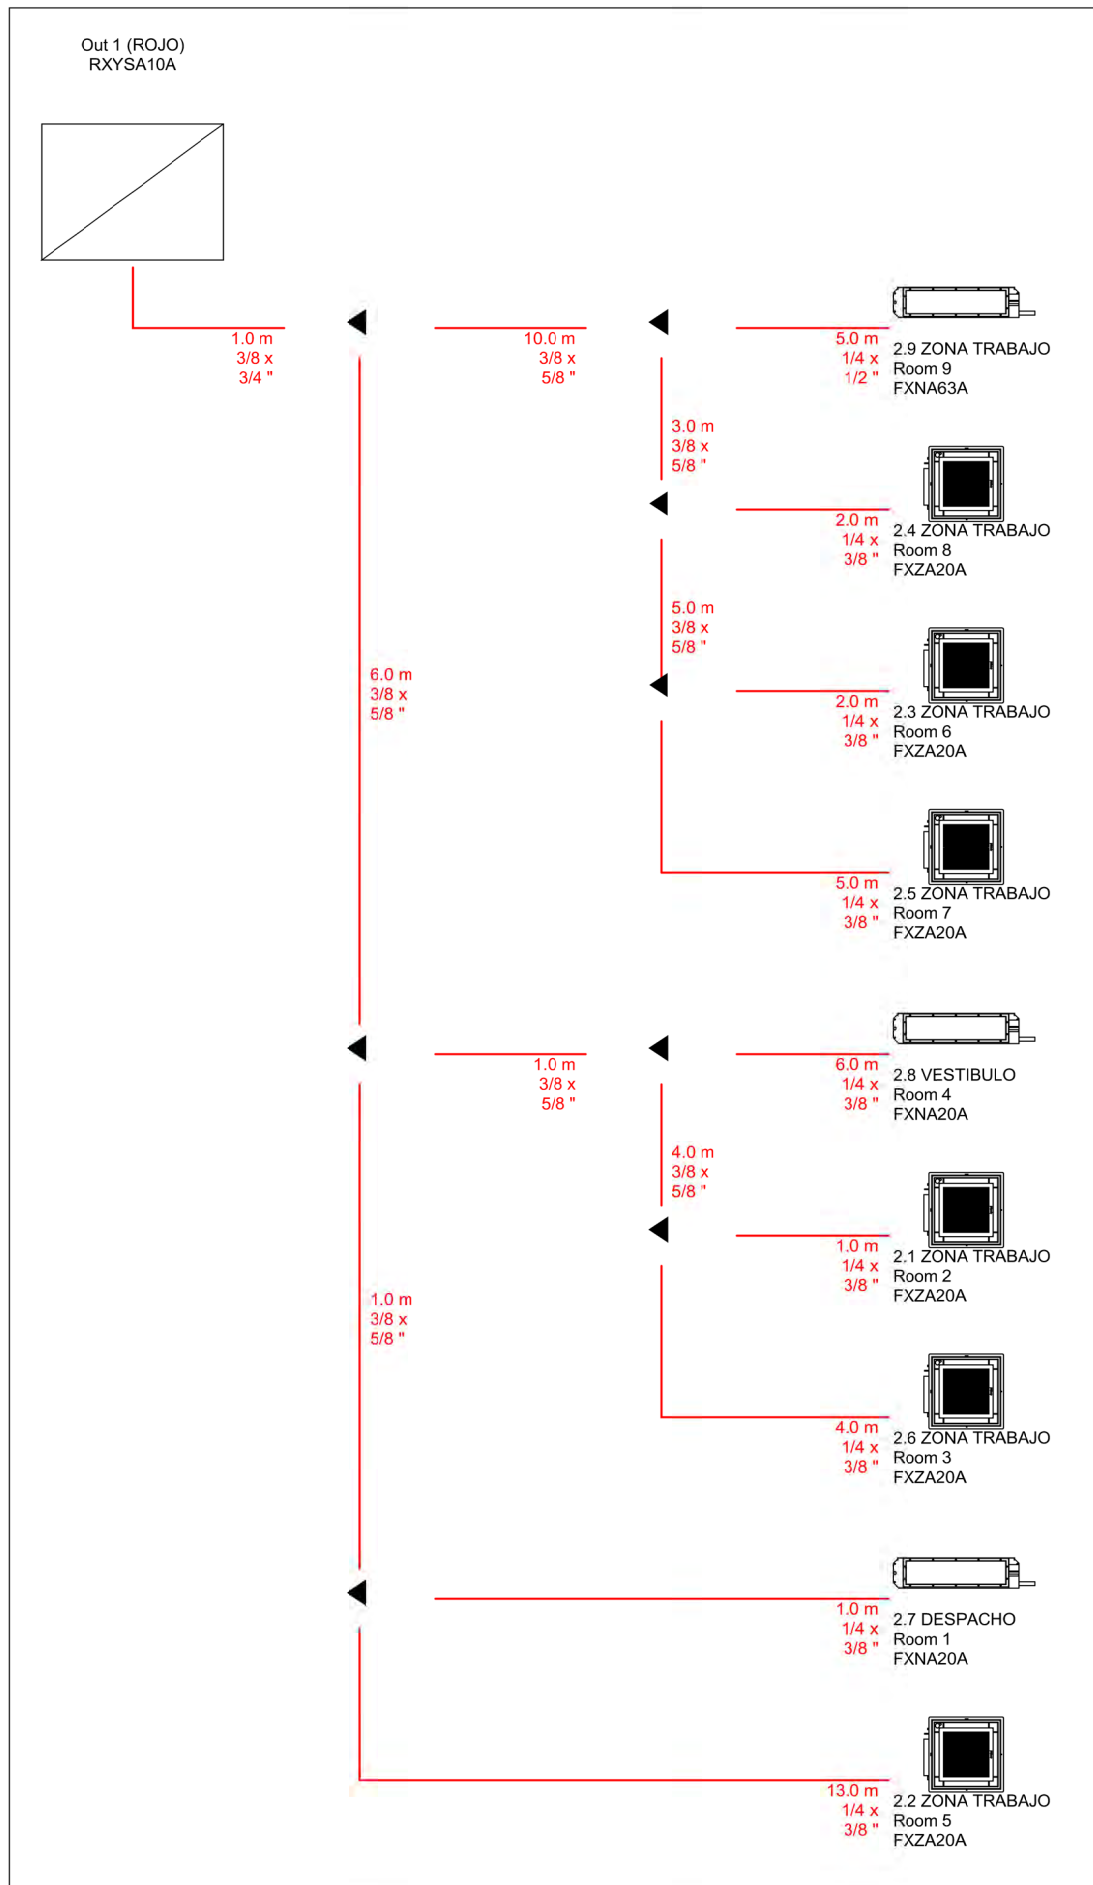 Out 1 (ROJO)
RXYSA10A
1.0 m
3/8 x
3/4 "
10.0 m
3/8 x
5/8 "
5.0 m
1/4 x
1/2 "
2.9 ZONA TRABAJO
Room 9
FXNA63A
3.0 m
3/8 x
5/8 "
2.0 m
1/4 x
3/8 "
2.4 ZONA TRABAJO
Room 8
FXZA20A
5.0 m
3/8 x
5/8 "
6.0 m
3/8 x
5/8 "
2.0 m
1/4 x
3/8 "
2.3 ZONA TRABAJO
Room 6
FXZA20A
5.0 m
1/4 x
3/8 "
2.5 ZONA TRABAJO
Room 7
FXZA20A
1.0 m
3/8 x
5/8 "
6.0 m
1/4 x
3/8 "
2.8 VESTIBULO
Room 4
FXNA20A
4.0 m
3/8 x
5/8 "
1.0 m
1/4 x
3/8 "
2.1 ZONA TRABAJO
Room 2
FXZA20A
1.0 m
3/8 x
5/8 "
4.0 m
1/4 x
3/8 "
2.6 ZONA TRABAJO
Room 3
FXZA20A
1.0 m
1/4 x
3/8 "
2.7 DESPACHO
Room 1
FXNA20A
13.0 m
1/4 x
3/8 "
2.2 ZONA TRABAJO
Room 5
FXZA20A